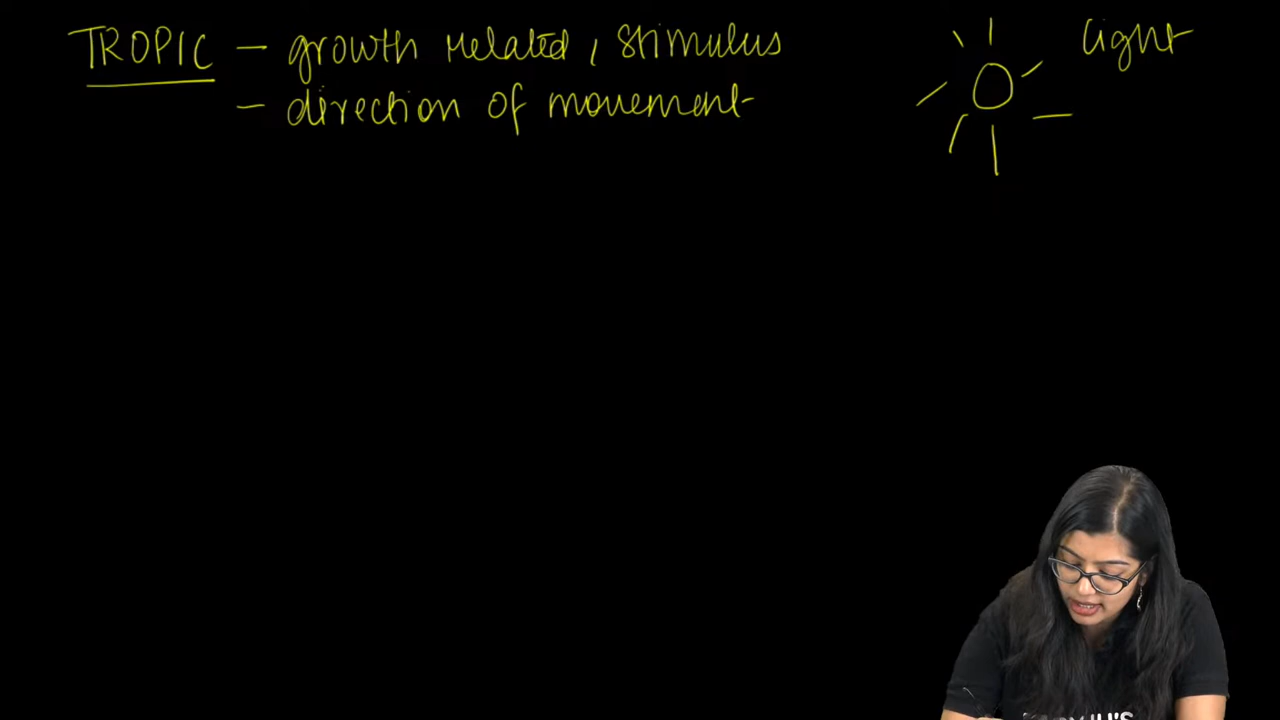 TROPIC - growth related, stimulus
- direction of movement
light